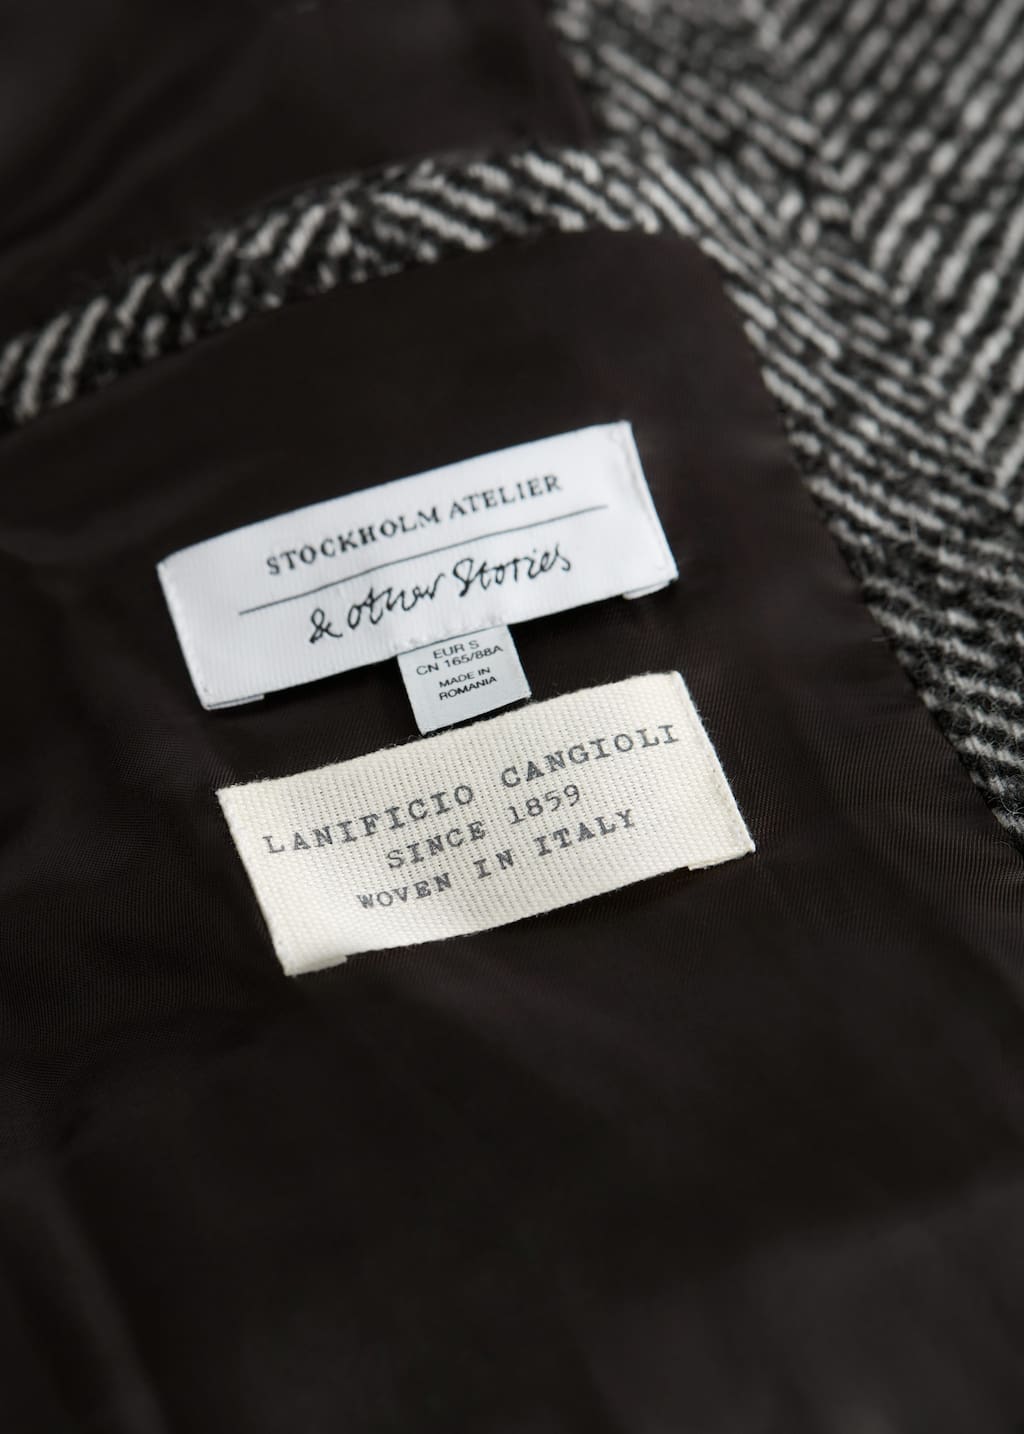 STOCKHOLM ATELIER
& other Stories
EUR S
CN 165/88A
MADE IN
ROMANIA
LANIFICIO CANGIOLI
SINCE 1859
WOVEN IN ITALY